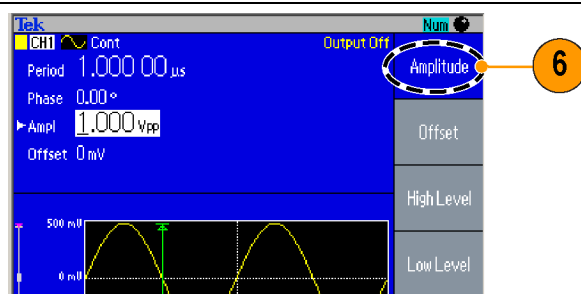 Tek Num
CH1 Cont Output Off
Period 1.000 00 µs
Phase 0.00 °
Ampl 1.000 Vpp
Offset 0 mV
Amplitude
6
Offset
High Level
Low Level
500 mV
0 mV